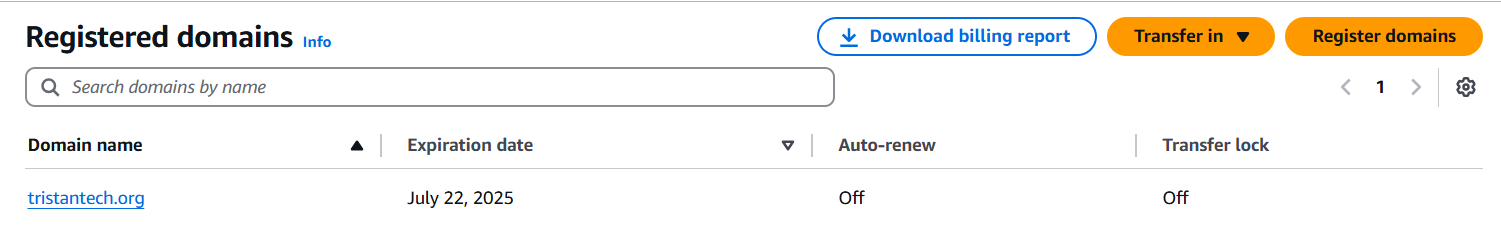 Registered domains Info
Download billing report
Transfer in
Register domains
Search domains by name
1
Domain name Expiration date Auto-renew Transfer lock
tristantech.org July 22, 2025 Off Off